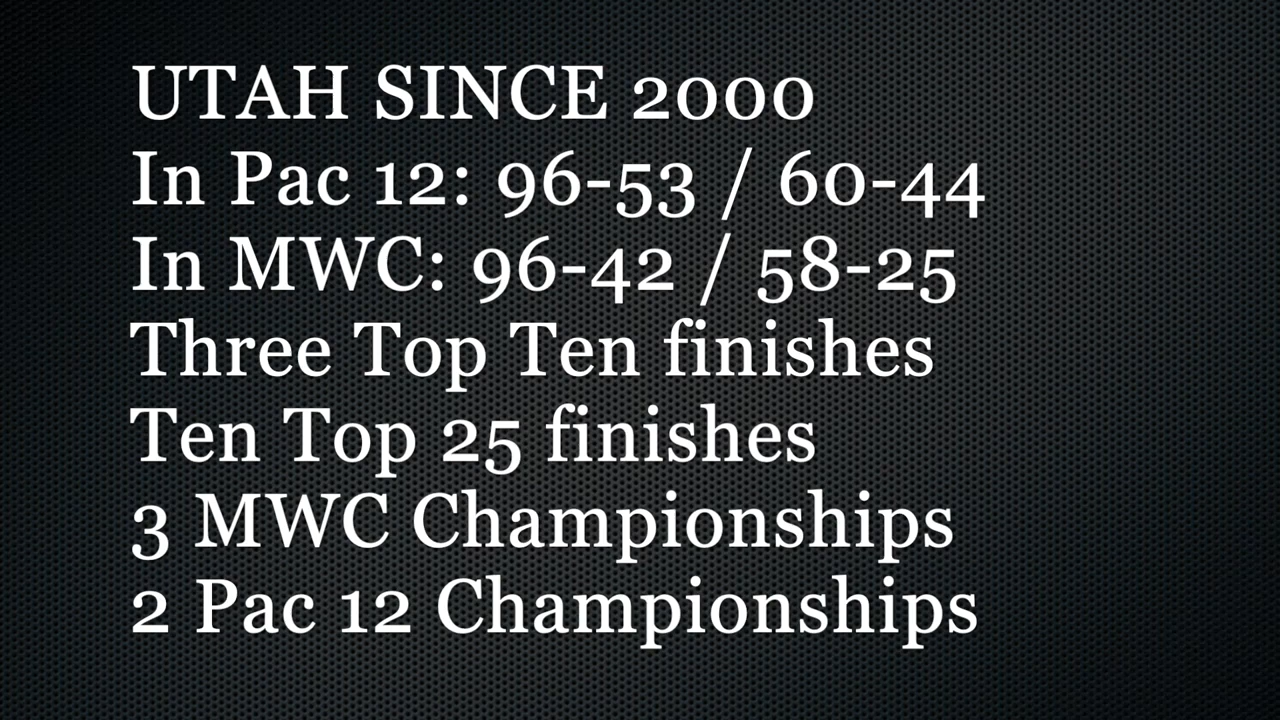 UTAH SINCE 2000
In Pac 12: 96-53 / 60-44
In MWC: 96-42 / 58-25
Three Top Ten finishes
Ten Top 25 finishes
3 MWC Championships
2 Pac 12 Championships